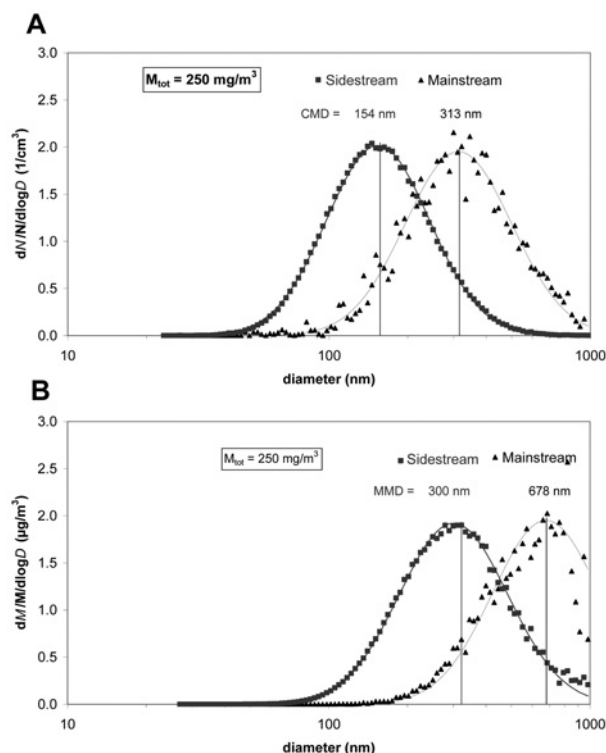 A
M_tot = 250 mg/m³
Sidestream Mainstream
CMD = 154 nm 313 nm
dN/N/dlogD (1/cm³)
3.0
2.5
2.0
1.5
1.0
0.5
0.0
10 100 1000
diameter (nm)
B
M_tot = 250 mg/m³
Sidestream Mainstream
MMD = 300 nm 678 nm
dM/M/dlogD (µg/m³)
3.0
2.5
2.0
1.5
1.0
0.5
0.0
10 100 1000
diameter (nm)